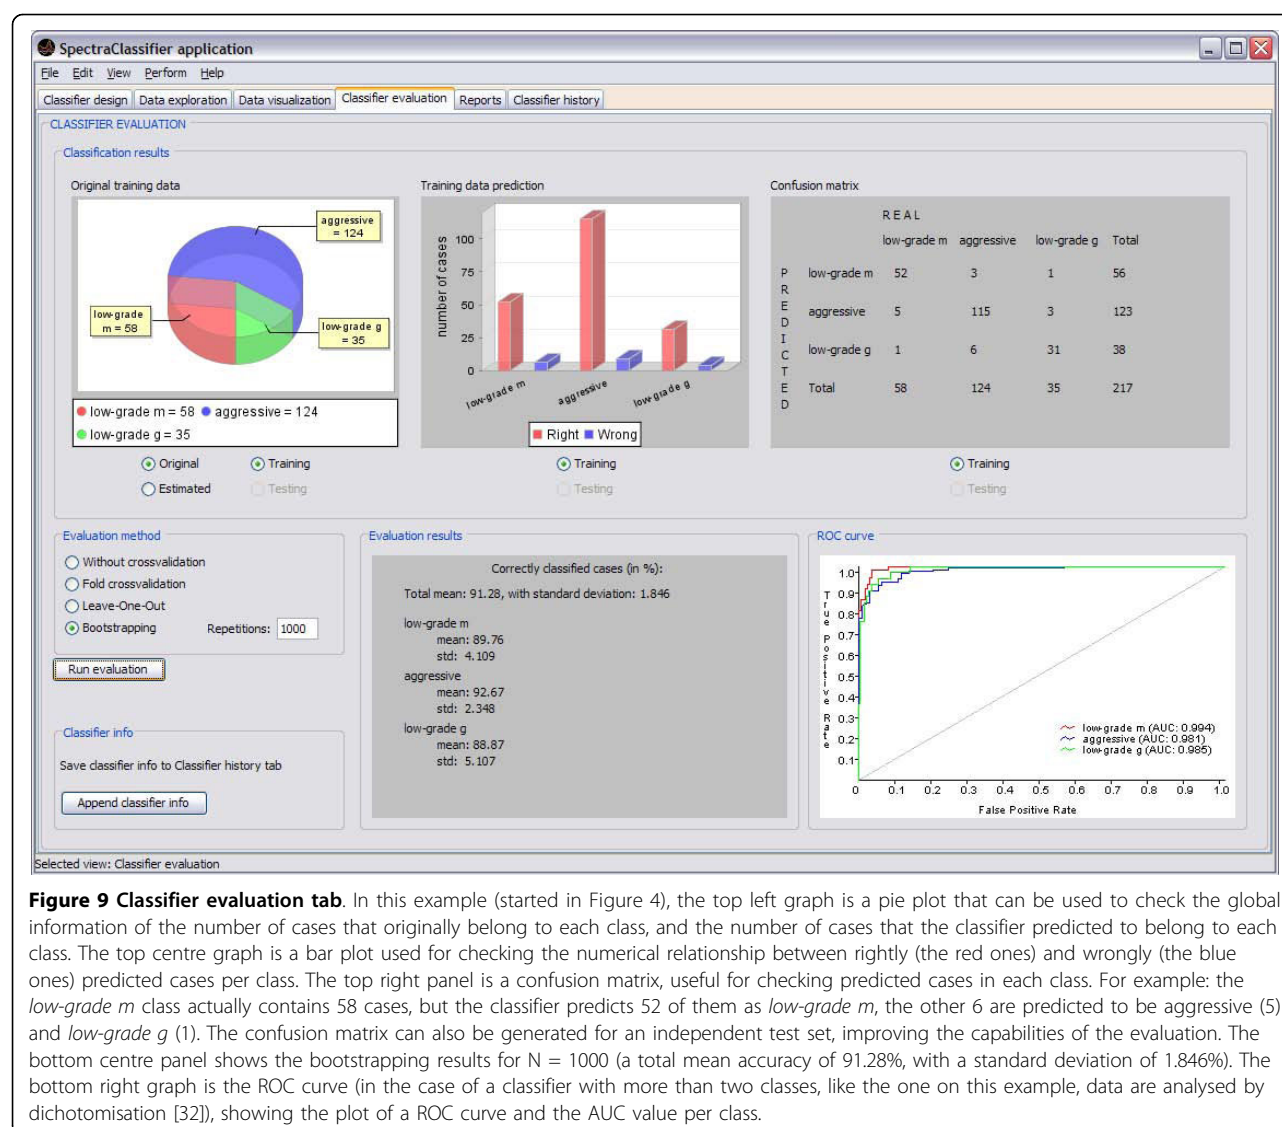 SpectraClassifier application
File Edit View Perform Help
Classifier design Data exploration Data visualization Classifier evaluation Reports Classifier history
CLASSIFIER EVALUATION
Classification results
Original training data
aggressive
= 124
low-grade
m = 58
low-grade g
= 35
low-grade m = 58 aggressive = 124
low-grade g = 35
Original Training
Estimated Testing
Training data prediction
number of cases
100
75
50
25
0
low-grade m aggressive low-grade g
Right Wrong
Training
Testing
Confusion matrix
REAL
low-grade m aggressive low-grade g Total
PREDICTED
low-grade m 52 3 1 56
aggressive 5 115 3 123
low-grade g 1 6 31 38
Total 58 124 35 217
Training
Testing
Evaluation method
Without crossvalidation
Fold crossvalidation
Leave-One-Out
Bootstrapping Repetitions: 1000
Run evaluation
Classifier info
Save classifier info to Classifier history tab
Append classifier info
Evaluation results
Correctly classified cases (in %):
Total mean: 91.28, with standard deviation: 1.846
low-grade m
mean: 89.76
std: 4.109
aggressive
mean: 92.67
std: 2.348
low-grade g
mean: 88.87
std: 5.107
ROC curve
True Positive Rate
1.0
0.9
0.8
0.7
0.6
0.5
0.4
0.3
0.2
0.1
low-grade m (AUC: 0.994)
aggressive (AUC: 0.981)
low-grade g (AUC: 0.985)
0 0.1 0.2 0.3 0.4 0.5 0.6 0.7 0.8 0.9 1.0
False Positive Rate
Selected view: Classifier evaluation
Figure 9 Classifier evaluation tab. In this example (started in Figure 4), the top left graph is a pie plot that can be used to check the global
information of the number of cases that originally belong to each class, and the number of cases that the classifier predicted to belong to each
class. The top centre graph is a bar plot used for checking the numerical relationship between rightly (the red ones) and wrongly (the blue
ones) predicted cases per class. The top right panel is a confusion matrix, useful for checking predicted cases in each class. For example: the
low-grade m class actually contains 58 cases, but the classifier predicts 52 of them as low-grade m, the other 6 are predicted to be aggressive (5)
and low-grade g (1). The confusion matrix can also be generated for an independent test set, improving the capabilities of the evaluation. The
bottom centre panel shows the bootstrapping results for N = 1000 (a total mean accuracy of 91.28%, with a standard deviation of 1.846%). The
bottom right graph is the ROC curve (in the case of a classifier with more than two classes, like the one on this example, data are analysed by
dichotomisation [32]), showing the plot of a ROC curve and the AUC value per class.